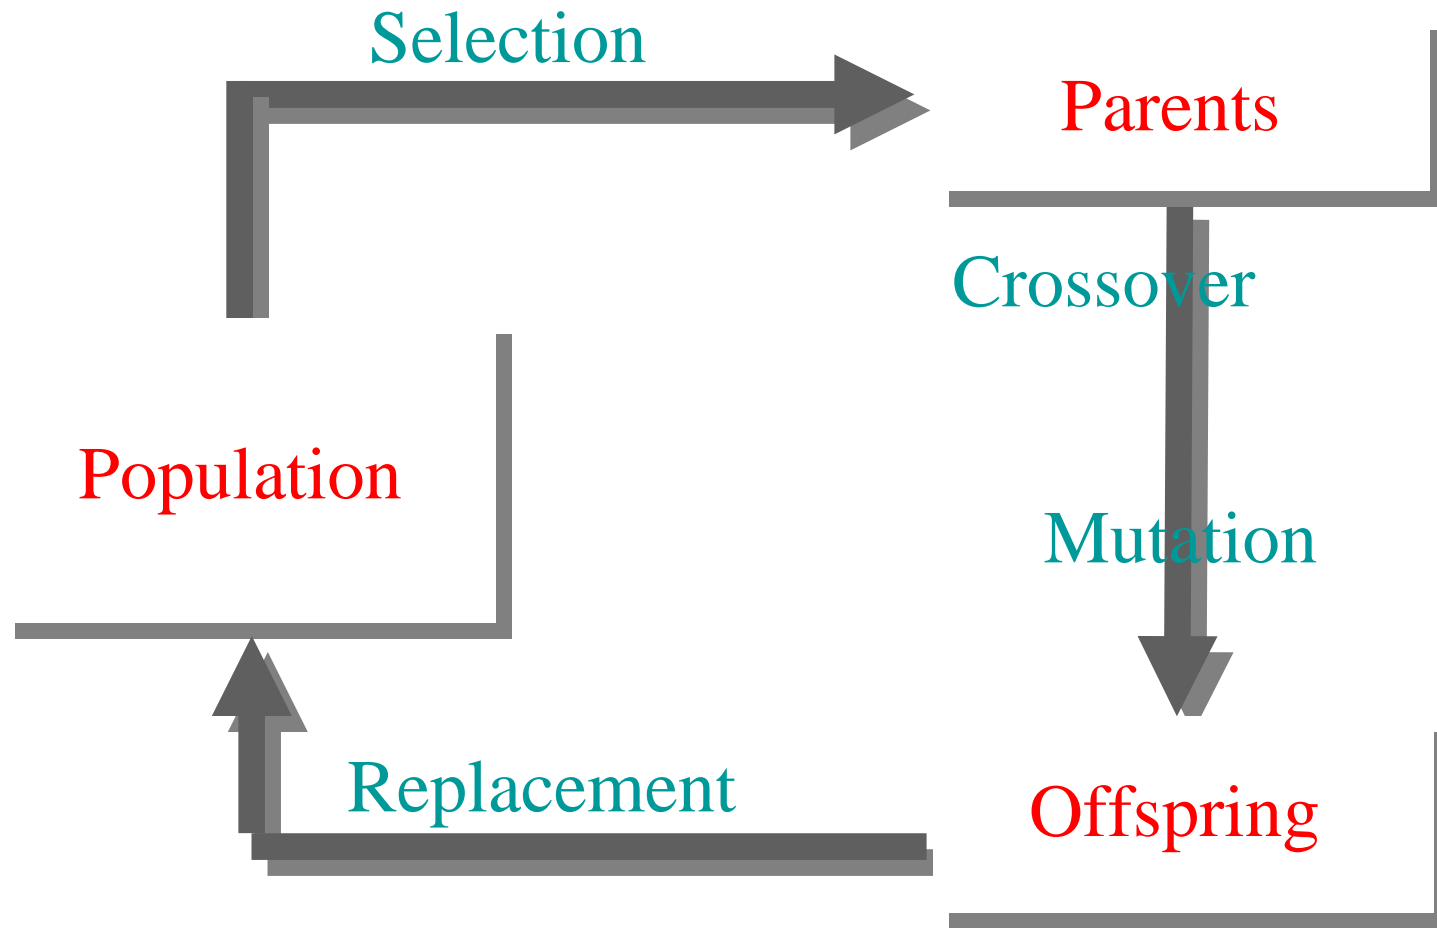 Selection
Parents
Crossover
Population
Mutation
Replacement
Offspring